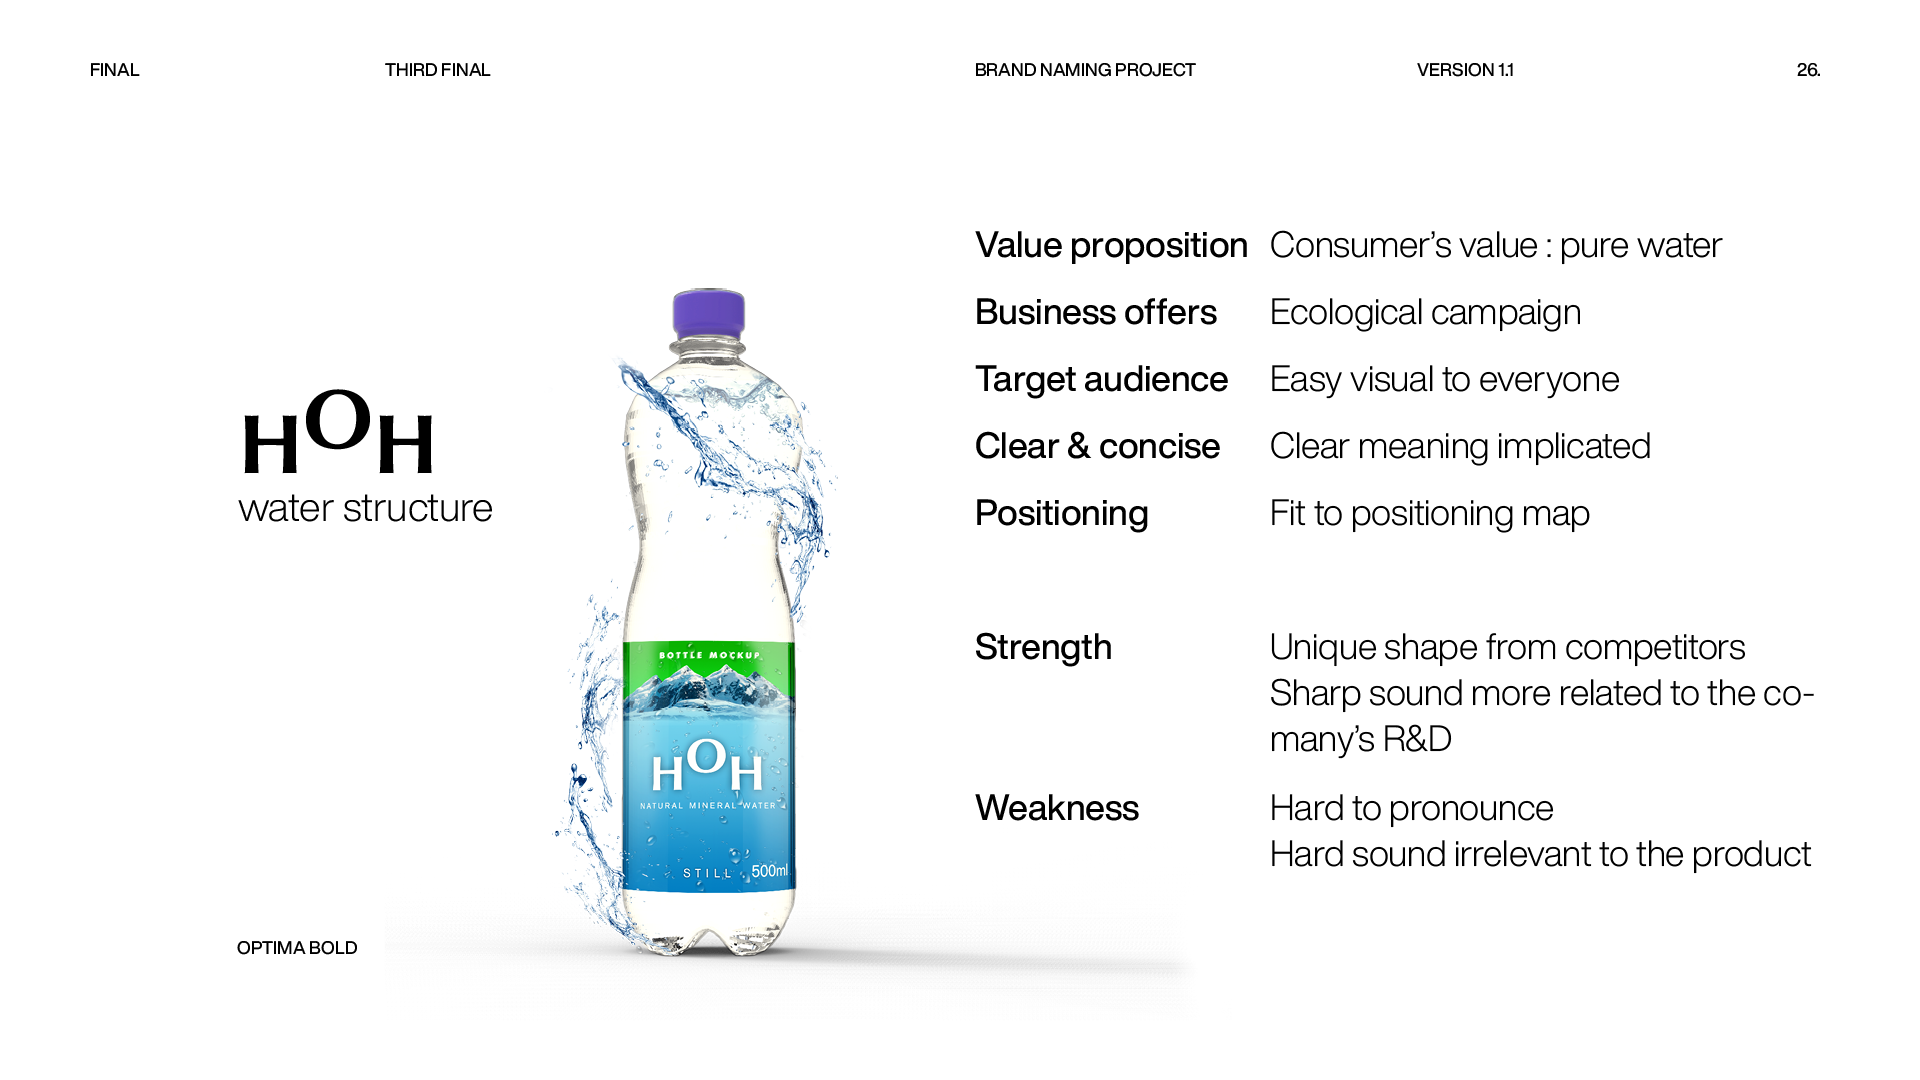 FINAL
THIRD FINAL
BRAND NAMING PROJECT
VERSION 1.1
26.
HOH
water structure
OPTIMA BOLD
BOTTLE MOCKUP
HOH
NATURAL MINERAL WATER
STILL
500ml
Value proposition Consumer’s value : pure water
Business offers Ecological campaign
Target audience Easy visual to everyone
Clear & concise Clear meaning implicated
Positioning Fit to positioning map
Strength Unique shape from competitors
Sharp sound more related to the co-
many’s R&D
Weakness Hard to pronounce
Hard sound irrelevant to the product